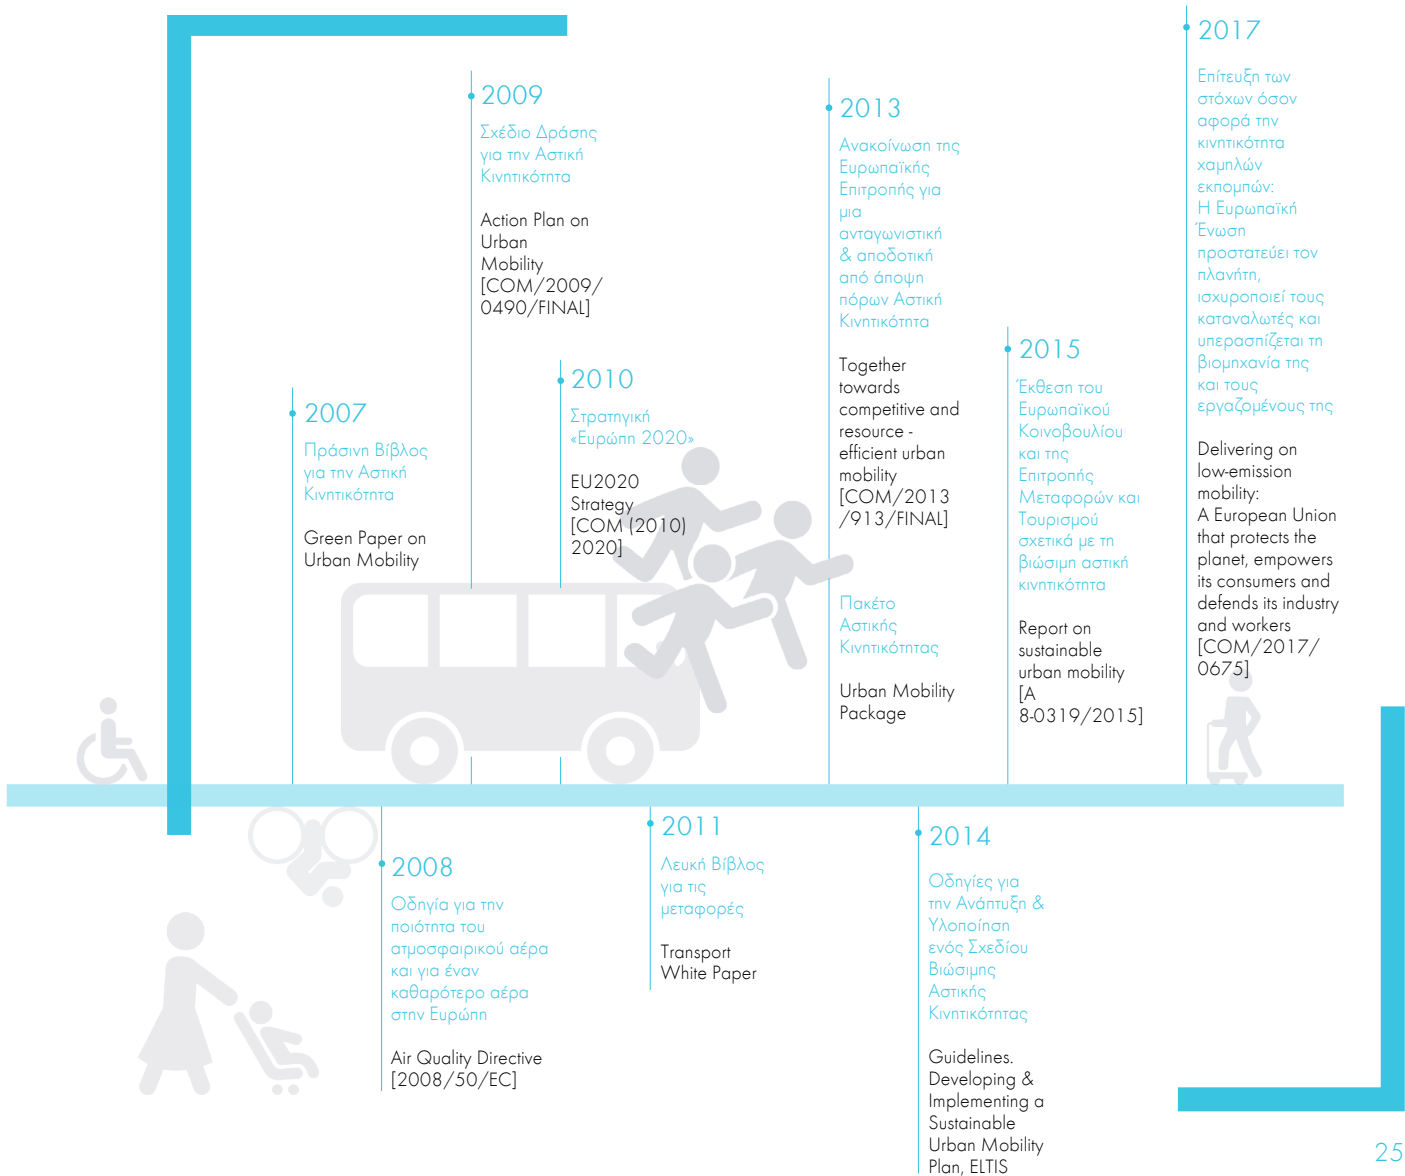 2007
Πράσινη Βίβλος
για την Αστική
Κινητικότητα
Green Paper on
Urban Mobility
2008
Οδηγία για την
ποιότητα του
ατμοσφαιρικού αέρα
και για έναν
καθαρότερο αέρα
στην Ευρώπη
Air Quality Directive
[2008/50/EC]
2009
Σχέδιο Δράσης
για την Αστική
Κινητικότητα
Action Plan on
Urban
Mobility
[COM/2009/
0490/FINAL]
2010
Στρατηγική
«Ευρώπη 2020»
EU2020
Strategy
[COM (2010)
2020]
2011
Λευκή Βίβλος
για τις
μεταφορές
Transport
White Paper
2013
Ανακοίνωση της
Ευρωπαϊκής
Επιτροπής για
μια
ανταγωνιστική
& αποδοτική
από άποψη
πόρων Αστική
Κινητικότητα
Together
towards
competitive and
resource -
efficient urban
mobility
[COM/2013
/913/FINAL]
Πακέτο
Αστικής
Κινητικότητας
Urban Mobility
Package
2014
Οδηγίες για
την Ανάπτυξη &
Υλοποίηση
ενός Σχεδίου
Βιώσιμης
Αστικής
Κινητικότητας
Guidelines.
Developing &
Implementing a
Sustainable
Urban Mobility
Plan, ELTIS
2015
Έκθεση του
Ευρωπαϊκού
Κοινοβουλίου
και της
Επιτροπής
Μεταφορών και
Τουρισμού
σχετικά με τη
βιώσιμη αστική
κινητικότητα
Report on
sustainable
urban mobility
[A
8-0319/2015]
2017
Επίτευξη των
στόχων όσον
αφορά την
κινητικότητα
χαμηλών
εκπομπών:
Η Ευρωπαϊκή
Ένωση
προστατεύει τον
πλανήτη,
ισχυροποιεί τους
καταναλωτές και
υπερασπίζεται τη
βιομηχανία της
και τους
εργαζομένους της
Delivering on
low-emission
mobility:
A European Union
that protects the
planet, empowers
its consumers and
defends its industry
and workers
[COM/2017/
0675]
25